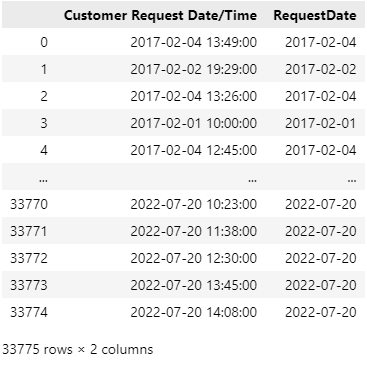 Customer Request Date/Time RequestDate
0 2017-02-04 13:49:00 2017-02-04
1 2017-02-02 19:29:00 2017-02-02
2 2017-02-04 13:26:00 2017-02-04
3 2017-02-01 10:00:00 2017-02-01
4 2017-02-04 12:45:00 2017-02-04
... ... ...
33770 2022-07-20 10:23:00 2022-07-20
33771 2022-07-20 11:38:00 2022-07-20
33772 2022-07-20 12:30:00 2022-07-20
33773 2022-07-20 13:45:00 2022-07-20
33774 2022-07-20 14:08:00 2022-07-20
33775 rows × 2 columns